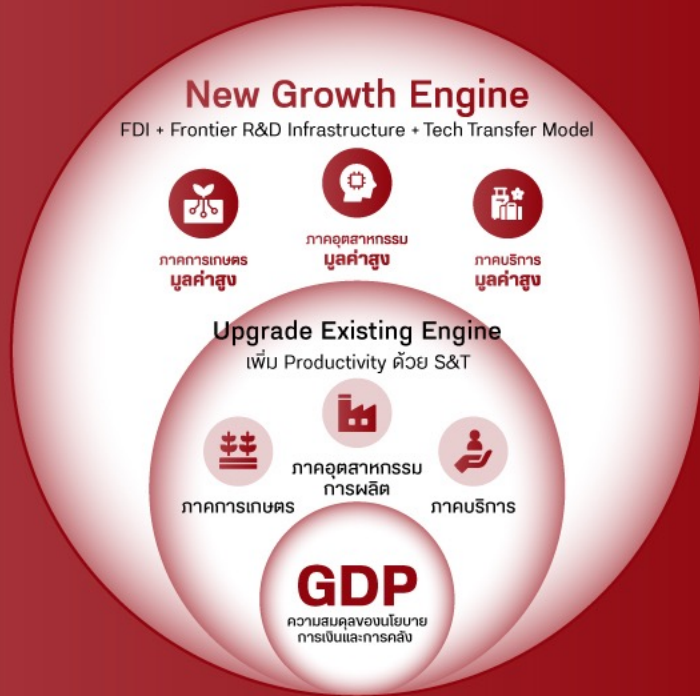 New Growth Engine
FDI + Frontier R&D Infrastructure + Tech Transfer Model
ภาคการเกษตร
มูลค่าสูง
ภาคอุตสาหกรรม
มูลค่าสูง
ภาคบริการ
มูลค่าสูง
Upgrade Existing Engine
เพิ่ม Productivity ด้วย S&T
ภาคการเกษตร
ภาคอุตสาหกรรม
การผลิต
ภาคบริการ
GDP
ความสมดุลของนโยบาย
การเงินและการคลัง